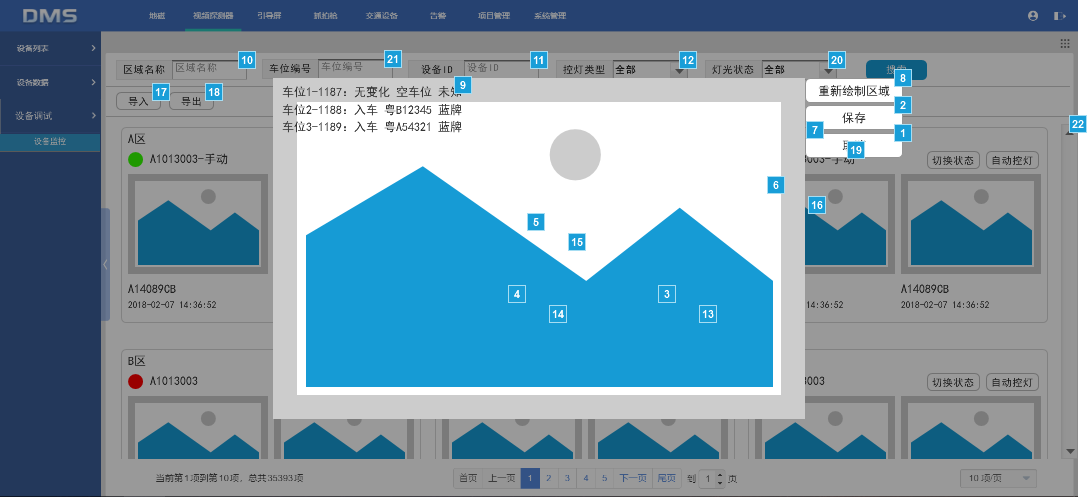 DMS
地磁 视频探测器 引导屏 抓拍枪 交通设备 告警 项目管理 系统管理
设备列表
设备数据
设备调试
设备监控
区域名称 区域名称 10 车位编号 车位编号 21 设备ID 设备ID 11 控灯类型 全部 12 灯光状态 全部 20
导入 17 导出 18
车位1-1187：无变化 空车位 9
车位2-1188：入车 粤B12345 蓝牌
车位3-1189：入车 粤A54321 蓝牌
8
重新绘制区域
2
保存
7 1
19
22
6
16
5
15
4 3
14 13
A区
A1013003-手动
003-手动 切换状态 自动控灯
A14089CB A14089CB
2018-02-07 14:36:52 14:36:52 2018-02-07 14:36:52
B区
A1013003 003 切换状态 自动控灯
当前第1项到第10项，总共35393项 首页 上一页 1 2 3 4 5 下一页 尾页 到 1 页 10 项/页